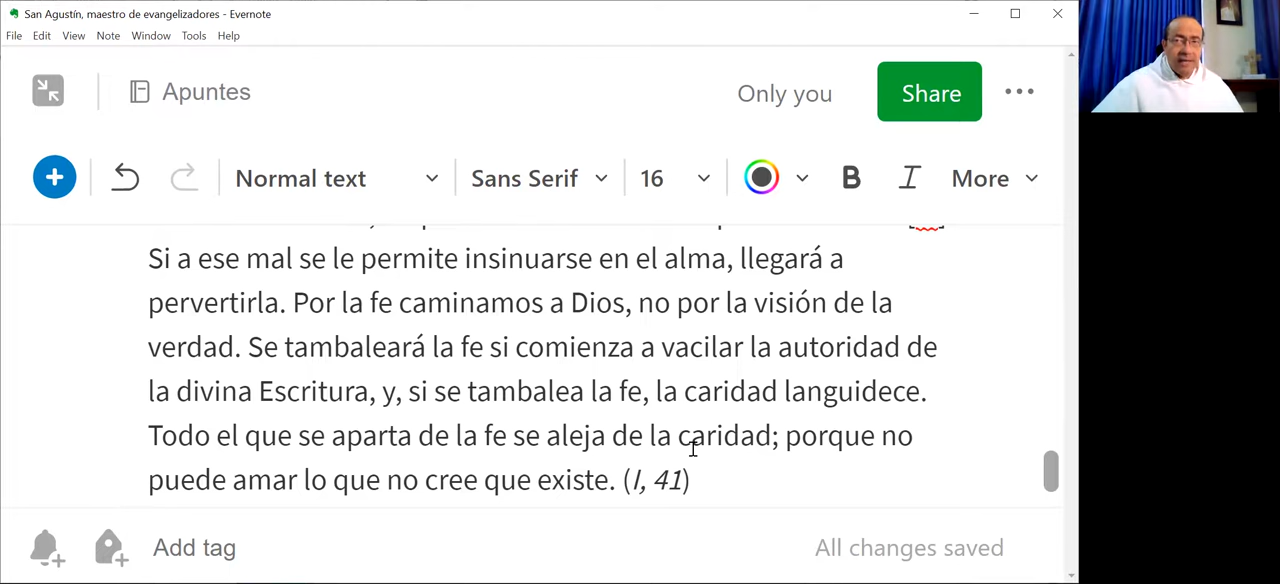 San Agustín, maestro de evangelizadores - Evernote
File Edit View Note Window Tools Help
Apuntes
Only you
Share
Normal text
Sans Serif
16
B
I
More
Si a ese mal se le permite insinuarse en el alma, llegará a
pervertirla. Por la fe caminamos a Dios, no por la visión de la
verdad. Se tambaleará la fe si comienza a vacilar la autoridad de
la divina Escritura, y, si se tambalea la fe, la caridad languidece.
Todo el que se aparta de la fe se aleja de la caridad; porque no
puede amar lo que no cree que existe. (I, 41)
Add tag
All changes saved